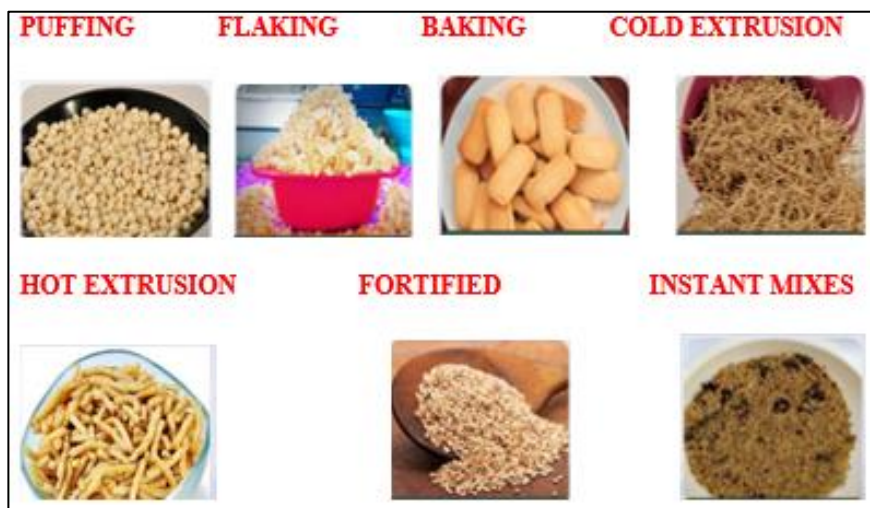 PUFFING FLAKING BAKING COLD EXTRUSION
HOT EXTRUSION FORTIFIED INSTANT MIXES